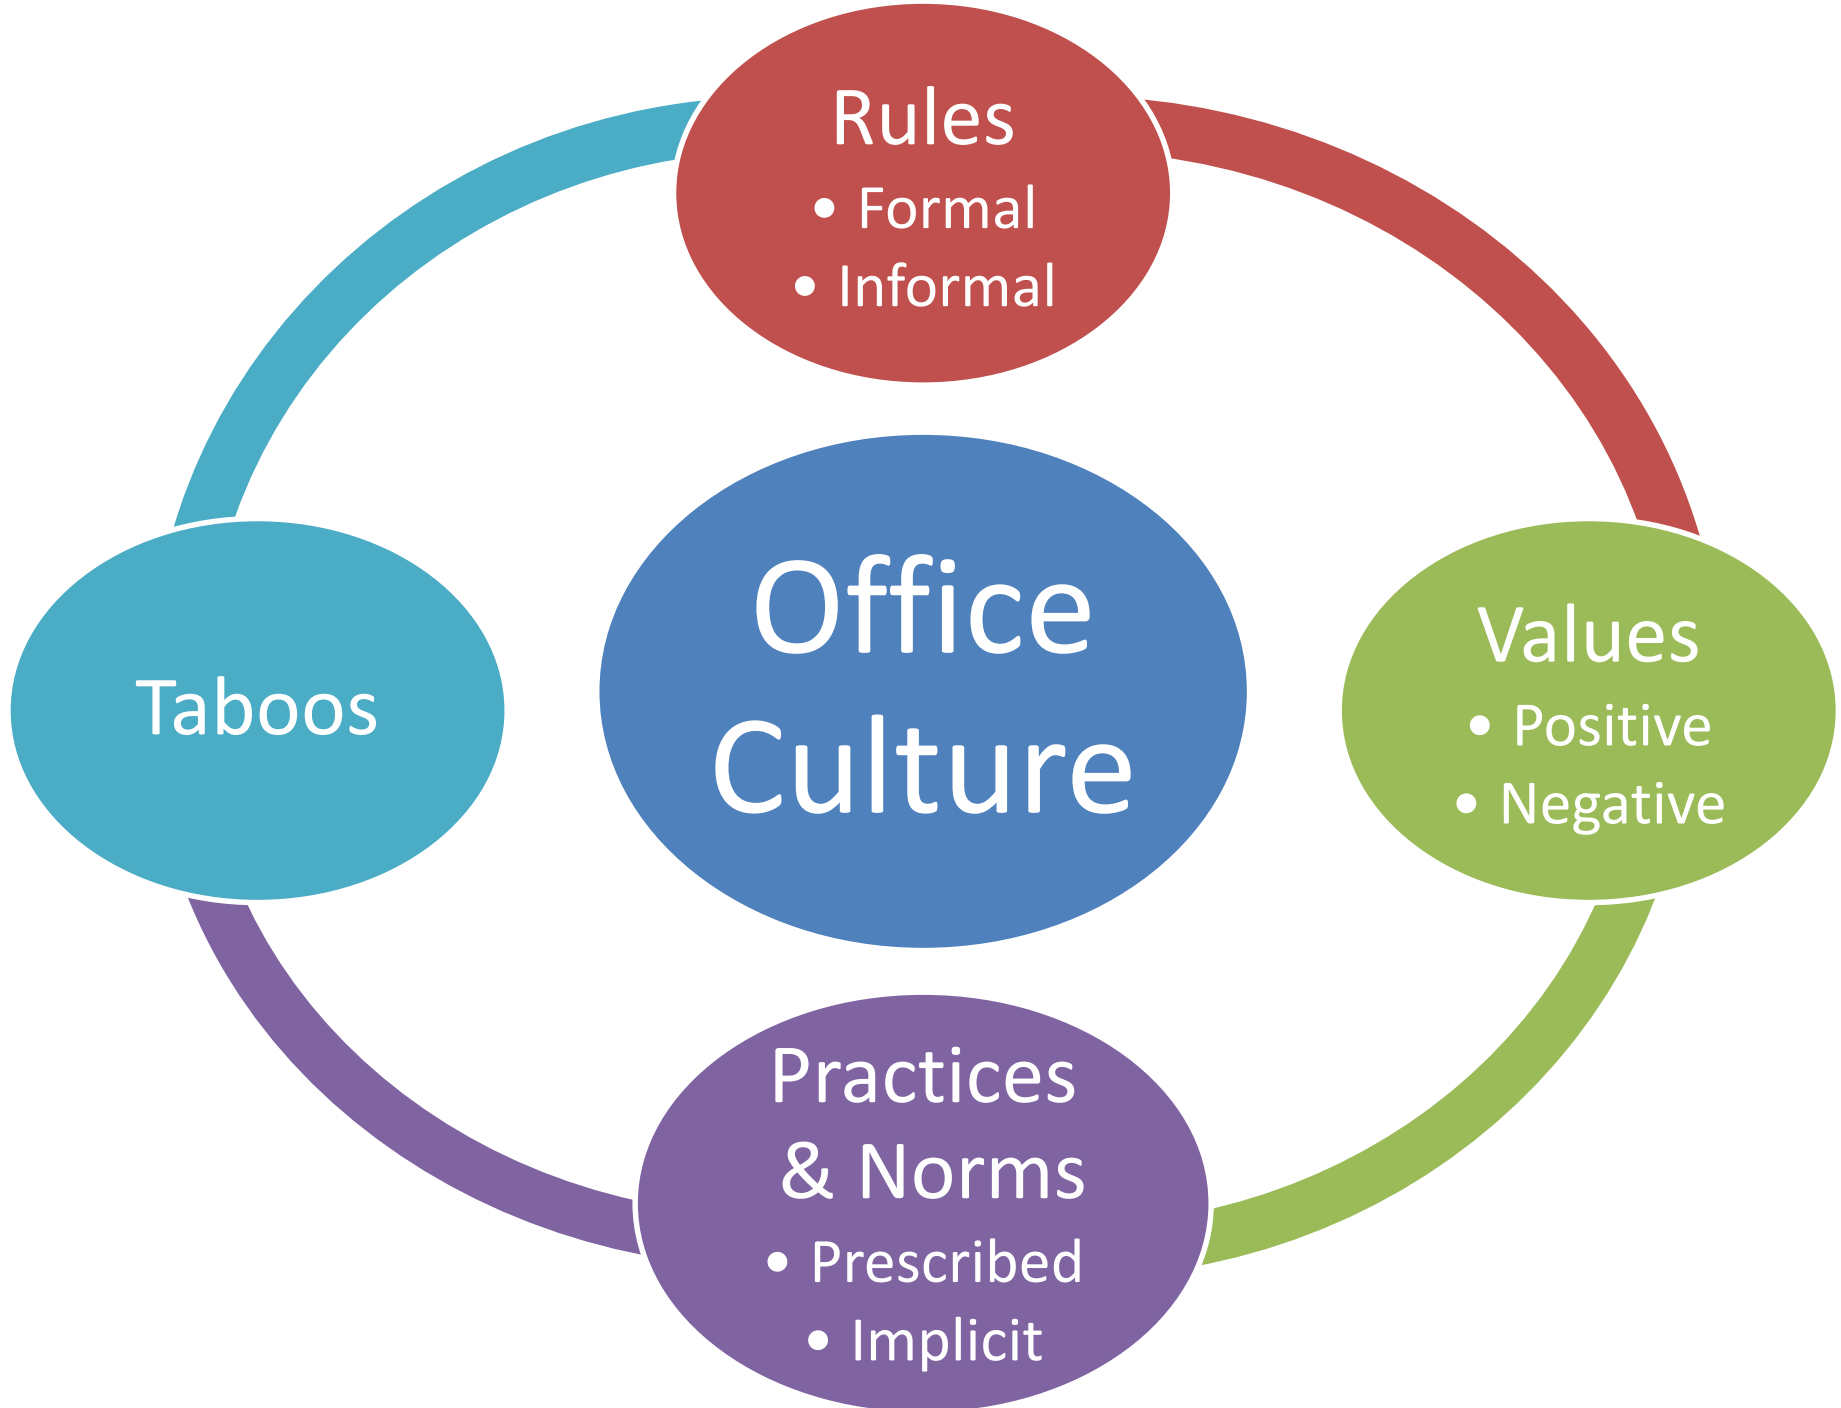 Rules
• Formal
• Informal
Office
Culture
Taboos
Values
• Positive
• Negative
Practices
& Norms
• Prescribed
• Implicit